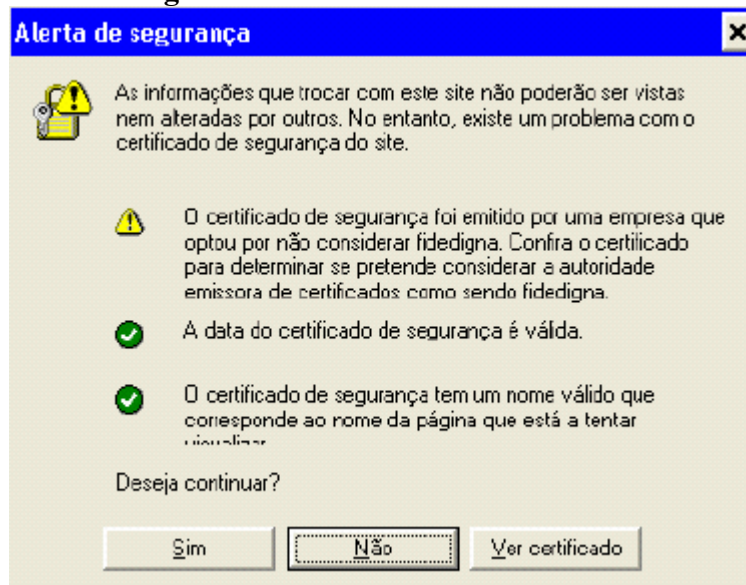 Alerta de segurança
As informações que trocar com este site não poderão ser vistas
nem alteradas por outros. No entanto, existe um problema com o
certificado de segurança do site.
O certificado de segurança foi emitido por uma empresa que
optou por não considerar fidedigna. Confira o certificado
para determinar se pretende considerar a autoridade
emissora de certificados como sendo fidedigna.
A data do certificado de segurança é válida.
O certificado de segurança tem um nome válido que
corresponde ao nome da página que está a tentar
visualizar.
Deseja continuar?
Sim
Não
Ver certificado